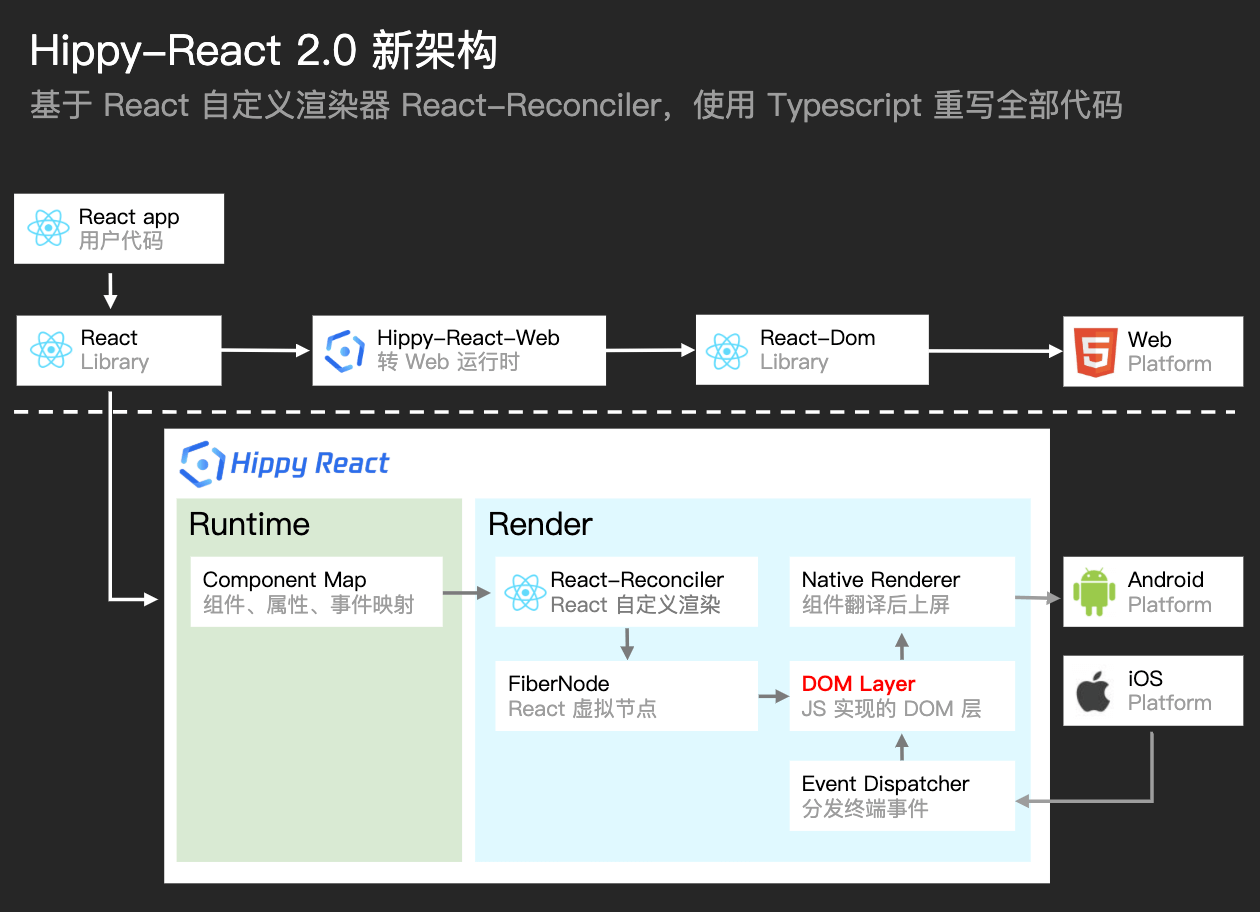 Hippy-React 2.0 新架构
基于 React 自定义渲染器 React-Reconciler，使用 Typescript 重写全部代码
React app
用户代码
React
Library
Hippy-React-Web
转 Web 运行时
React-Dom
Library
Web
Platform
Hippy React
Runtime
Component Map
组件、属性、事件映射
Render
React-Reconciler
React 自定义渲染
Native Renderer
组件翻译后上屏
FiberNode
React 虚拟节点
DOM Layer
JS 实现的 DOM 层
Event Dispatcher
分发终端事件
Android
Platform
iOS
Platform